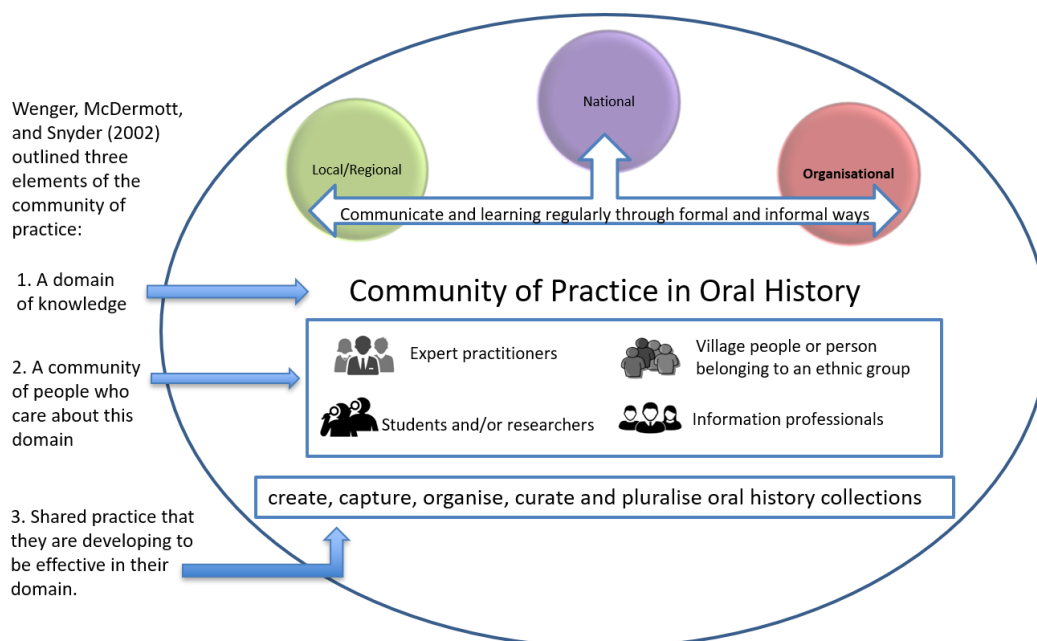 Wenger, McDermott,
and Snyder (2002)
outlined three
elements of the
community of
practice:
1. A domain
of knowledge
2. A community
of people who
care about this
domain
3. Shared practice that
they are developing to
be effective in their
domain.
National
Local/Regional
Organisational
Communicate and learning regularly through formal and informal ways
Community of Practice in Oral History
Expert practitioners
Village people or person
belonging to an ethnic group
Students and/or researchers
Information professionals
create, capture, organise, curate and pluralise oral history collections